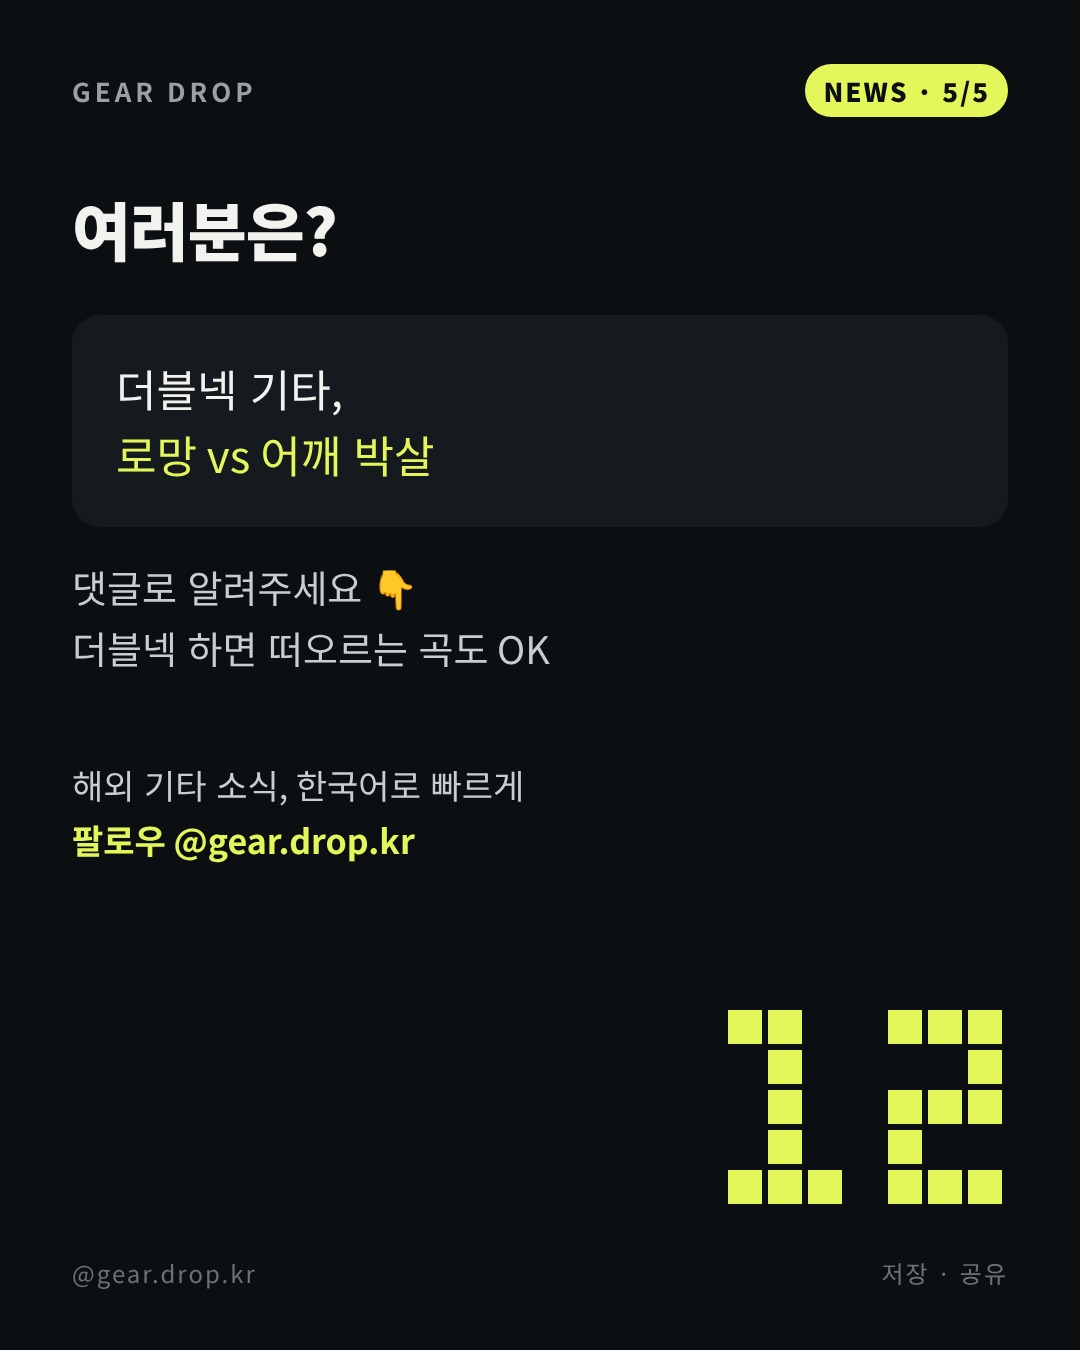 GEAR DROP
NEWS · 5/5
여러분은?
더블넥 기타,
로망 vs 어깨 박살
댓글로 알려주세요 👇
더블넥 하면 떠오르는 곡도 OK
해외 기타 소식, 한국어로 빠르게
팔로우 @gear.drop.kr
12
@gear.drop.kr
저장 · 공유